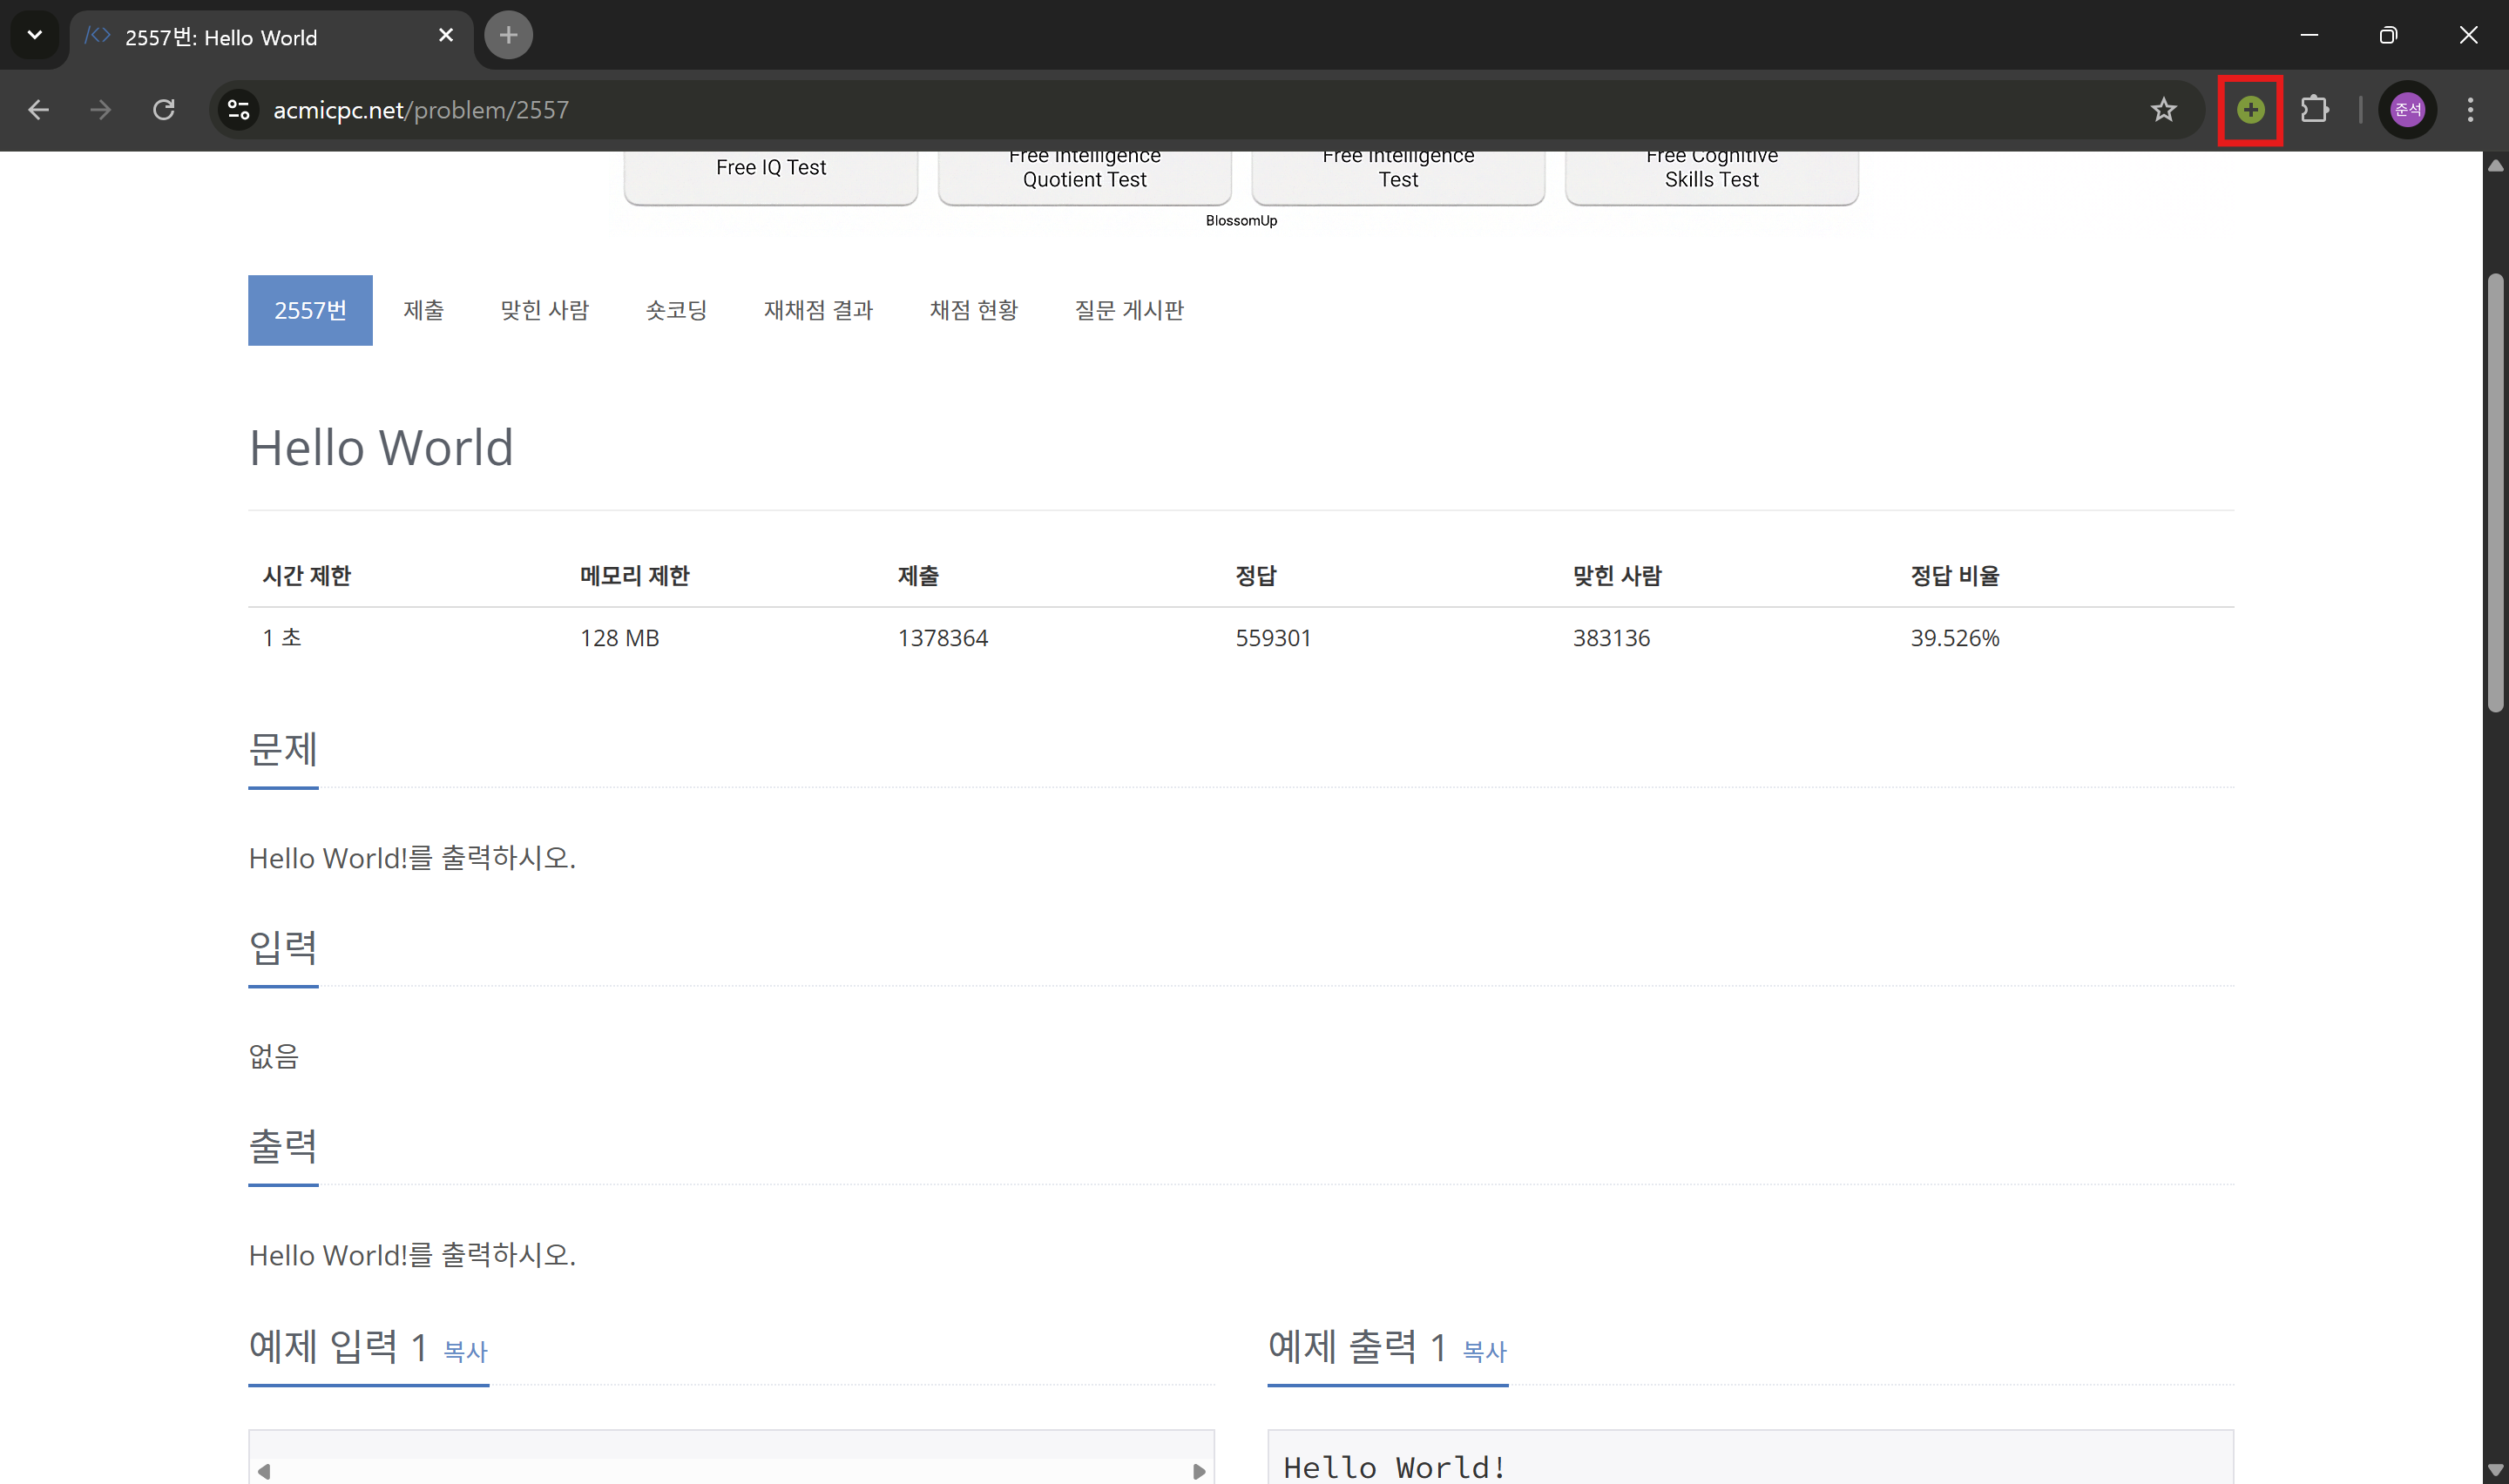 2557번: Hello World
acmicpc.net/problem/2557
준석
Free IQ Test
Free Intelligence
Quotient Test
Free Intelligence
Test
Free Cognitive
Skills Test
BlossomUp
2557번 제출 맞힌 사람 숏코딩 재채점 결과 채점 현황 질문 게시판
Hello World
시간 제한 메모리 제한 제출 정답 맞힌 사람 정답 비율
1 초 128 MB 1378364 559301 383136 39.526%
문제
Hello World!를 출력하시오.
입력
없음
출력
Hello World!를 출력하시오.
예제 입력 1 복사
예제 출력 1 복사
Hello World!